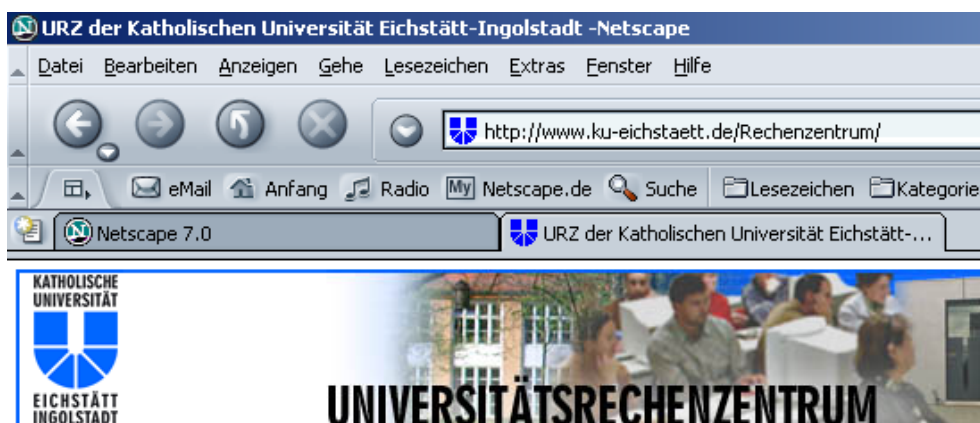 URZ der Katholischen Universität Eichstätt-Ingolstadt -Netscape
Datei Bearbeiten Anzeigen Gehe Lesezeichen Extras Fenster Hilfe
http://www.ku-eichstaett.de/Rechenzentrum/
eMail Anfang Radio My Netscape.de Suche Lesezeichen Kategorie
Netscape 7.0 URZ der Katholischen Universität Eichstätt-...
KATHOLISCHE
UNIVERSITÄT
EICHSTÄTT
INGOLSTADT
UNIVERSITÄTSRECHENZENTRUM